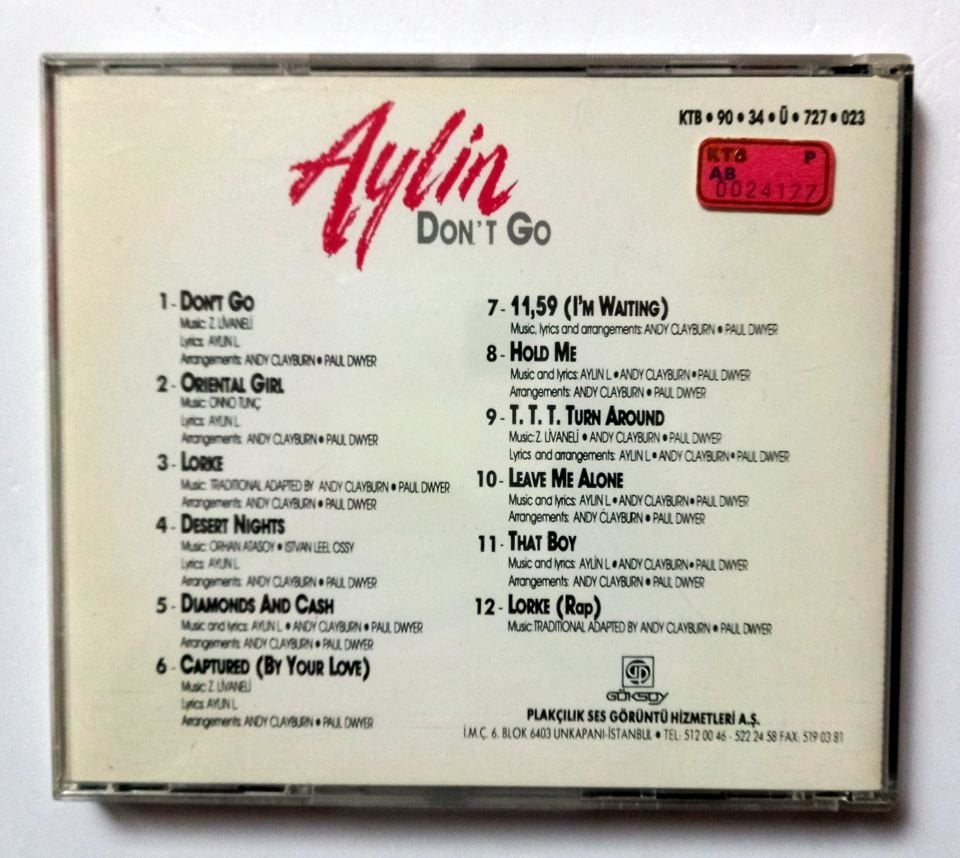 Aylin
DON'T GO
KTB • 90 • 34 • Ü • 727 • 023
KTB P
AB
0024177
1 - DON'T GO
Music: Z. LİVANELİ
Lyrics: AYLIN L.
Arrangements: ANDY CLAYBURN • PAUL DWYER
2 - ORIENTAL GIRL
Music: ONNO TUNÇ
Lyrics: AYLIN L.
Arrangements: ANDY CLAYBURN • PAUL DWYER
3 - LORKE
Music: TRADITIONAL ADAPTED BY ANDY CLAYBURN • PAUL DWYER
Arrangements: ANDY CLAYBURN • PAUL DWYER
4 - DESERT NIGHTS
Music: ORHAN ATASOY • ISTVAN LEEL OSSY
Lyrics: AYLIN L.
Arrangements: ANDY CLAYBURN • PAUL DWYER
5 - DIAMONDS AND CASH
Music and lyrics: AYLIN L. • ANDY CLAYBURN • PAUL DWYER
Arrangements: ANDY CLAYBURN • PAUL DWYER
6 - CAPTURED (BY YOUR LOVE)
Music: Z. LİVANELİ
Lyrics: AYLIN L.
Arrangements: ANDY CLAYBURN • PAUL DWYER
7 - 11,59 (I'M WAITING)
Music, lyrics and arrangements: ANDY CLAYBURN • PAUL DWYER
8 - HOLD ME
Music and lyrics: AYLIN L. • ANDY CLAYBURN • PAUL DWYER
Arrangements: ANDY CLAYBURN • PAUL DWYER
9 - T. T. T. TURN AROUND
Music: Z. LİVANELİ • ANDY CLAYBURN • PAUL DWYER
Lyrics and arrangements: AYLIN L. • ANDY CLAYBURN • PAUL DWYER
10 - LEAVE ME ALONE
Music and lyrics: AYLIN L. • ANDY CLAYBURN • PAUL DWYER
Arrangements: ANDY CLAYBURN • PAUL DWYER
11 - THAT BOY
Music and lyrics: AYLİN L. • ANDY CLAYBURN • PAUL DWYER
Arrangements: ANDY CLAYBURN • PAUL DWYER
12 - LORKE (RAP)
Music: TRADITIONAL ADAPTED BY ANDY CLAYBURN • PAUL DWYER
GÖKSOY
PLAKÇILIK SES GÖRÜNTÜ HİZMETLERİ A.Ş.
İ.M.Ç. 6. BLOK 6403 UNKAPANI-İSTANBUL • TEL: 512 00 46 - 522 24 58 FAX: 519 03 81